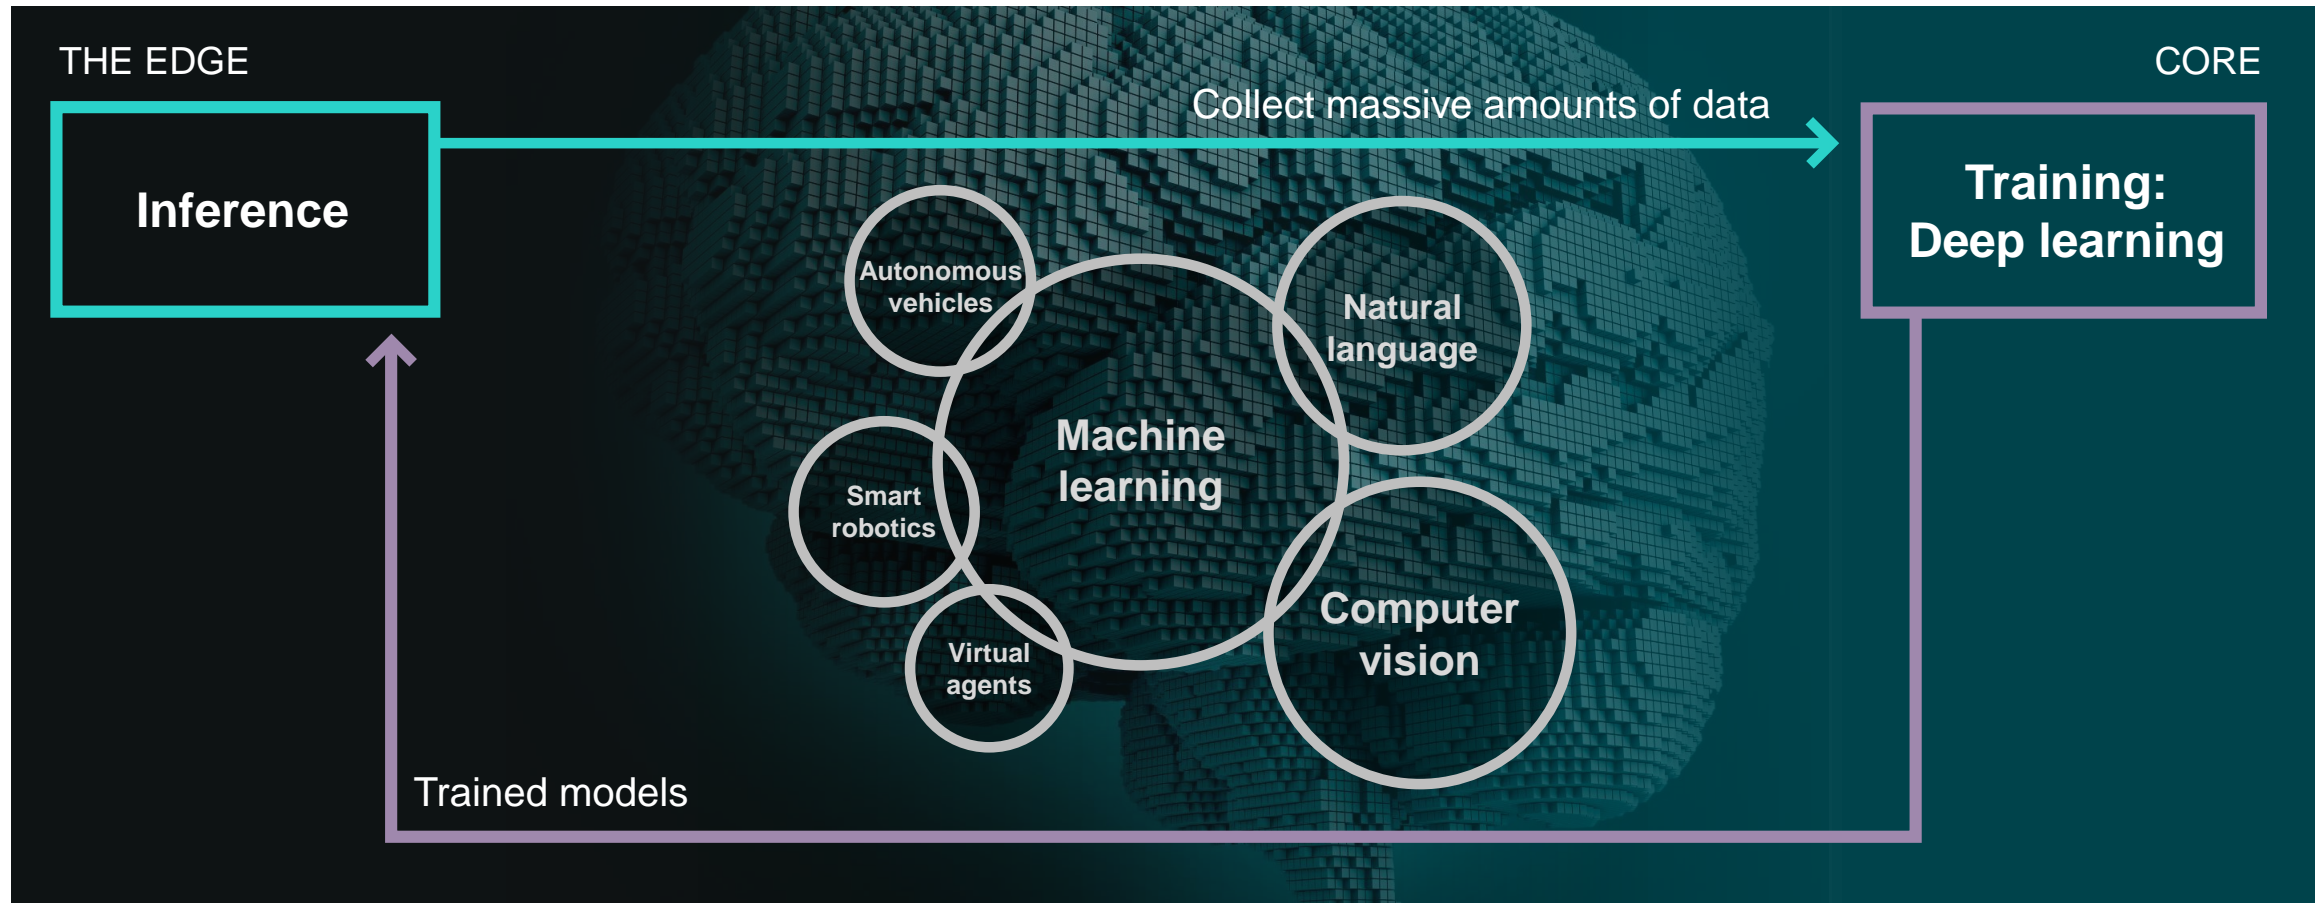 THE EDGE
CORE
Collect massive amounts of data
Inference
Training:
Deep learning
Autonomous
vehicles
Natural
language
Machine
learning
Smart
robotics
Computer
vision
Virtual
agents
Trained models